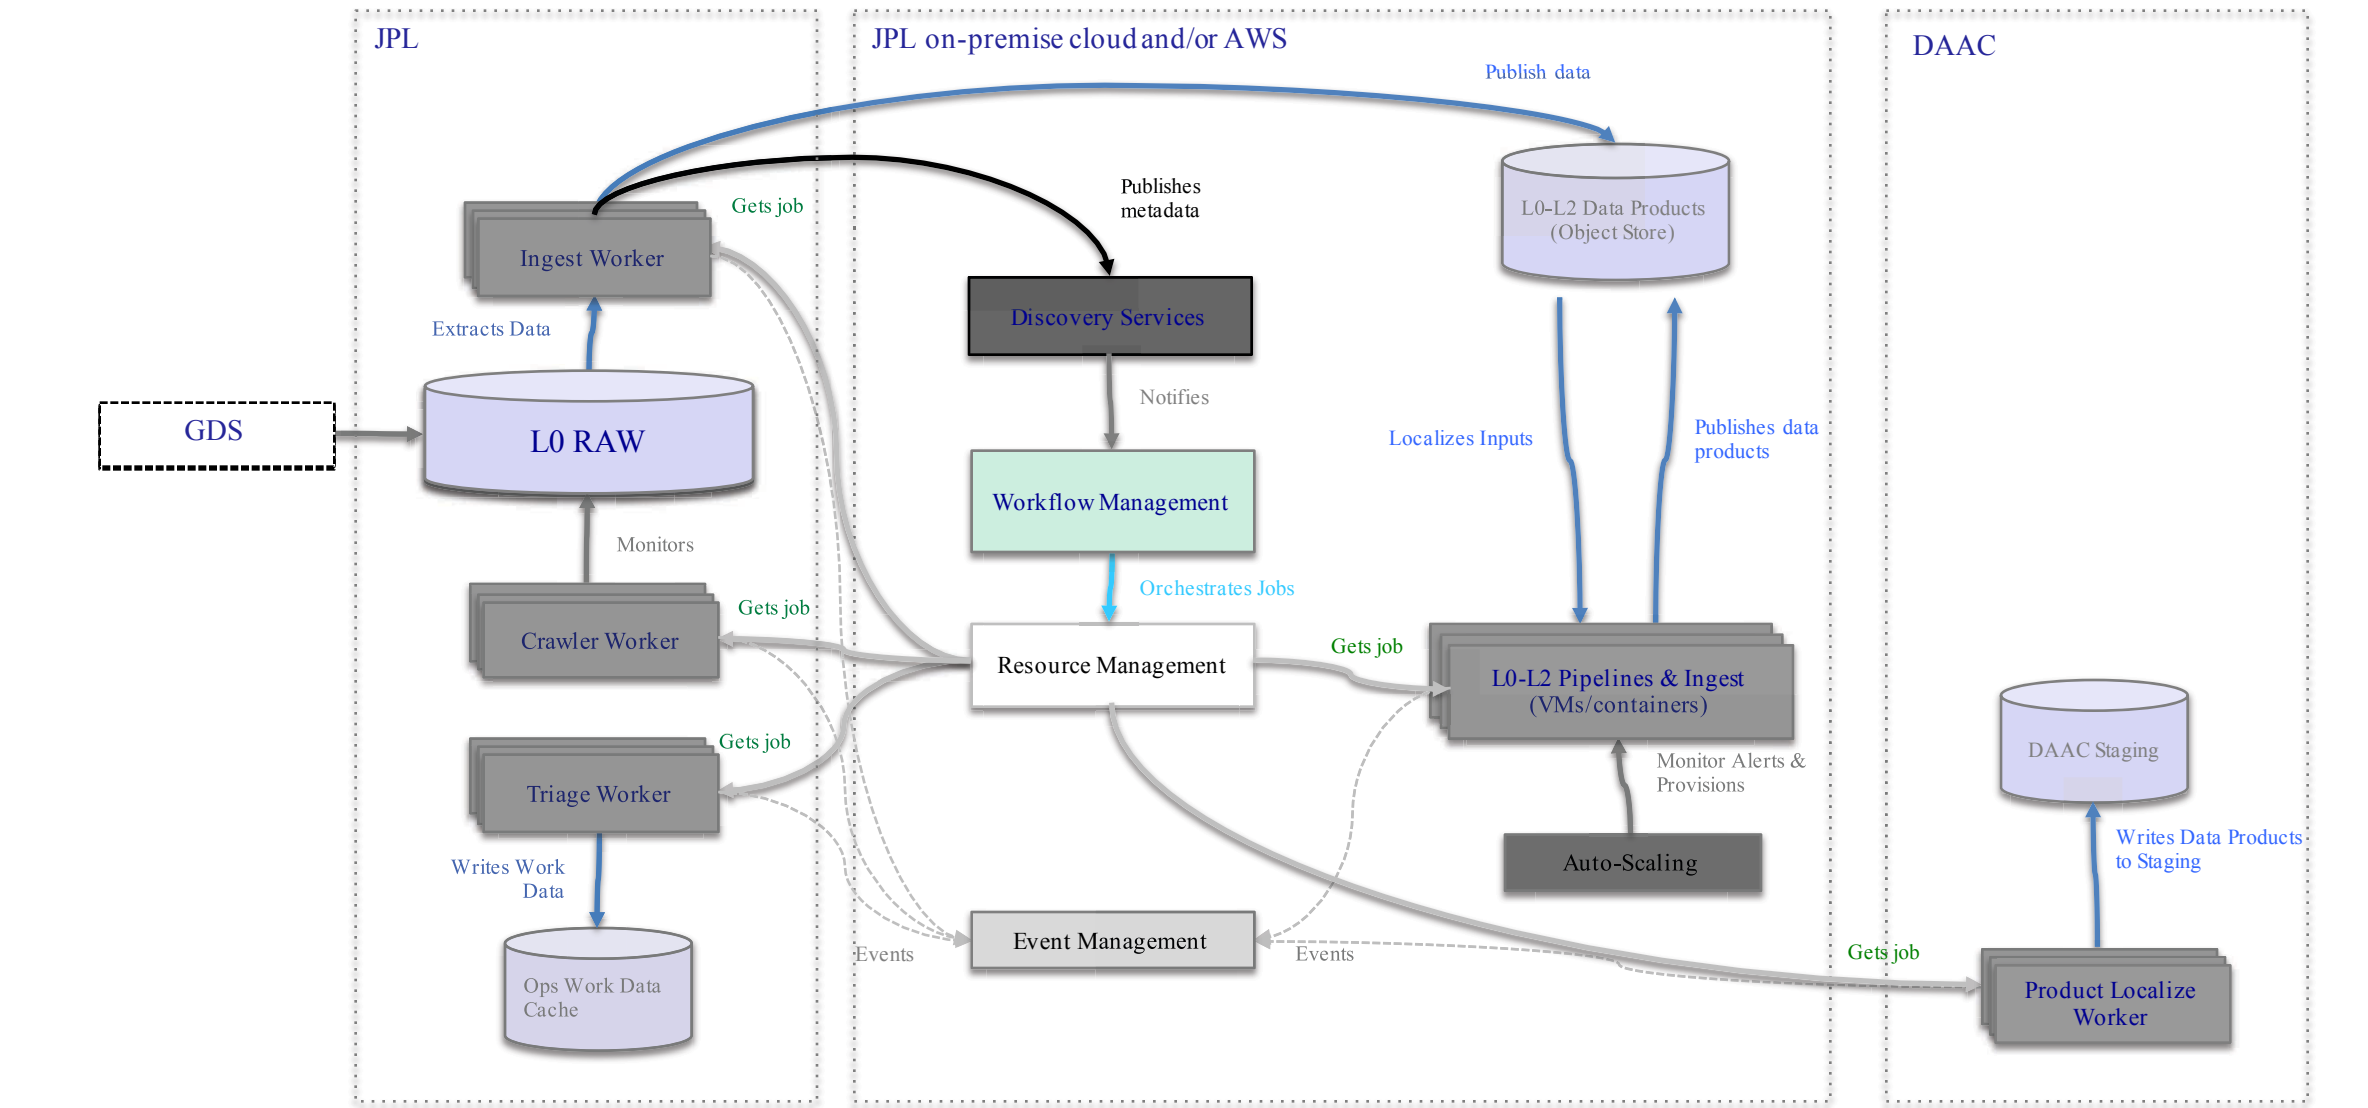 JPL
JPL on-premise cloud and/or AWS
DAAC
Publish data
Publishes
metadata
Gets job
L0-L2 Data Products
(Object Store)
Ingest Worker
Discovery Services
Extracts Data
Notifies
GDS
L0 RAW
Localizes Inputs
Publishes data
products
Workflow Management
Monitors
Orchestrates Jobs
Gets job
Crawler Worker
Resource Management
Gets job
L0-L2 Pipelines & Ingest
(VMs/containers)
Gets job
Triage Worker
Monitor Alerts &
Provisions
DAAC Staging
Writes Work
Data
Auto-Scaling
Writes Data Products
to Staging
Event Management
Events
Events
Gets job
Ops Work Data
Cache
Product Localize
Worker